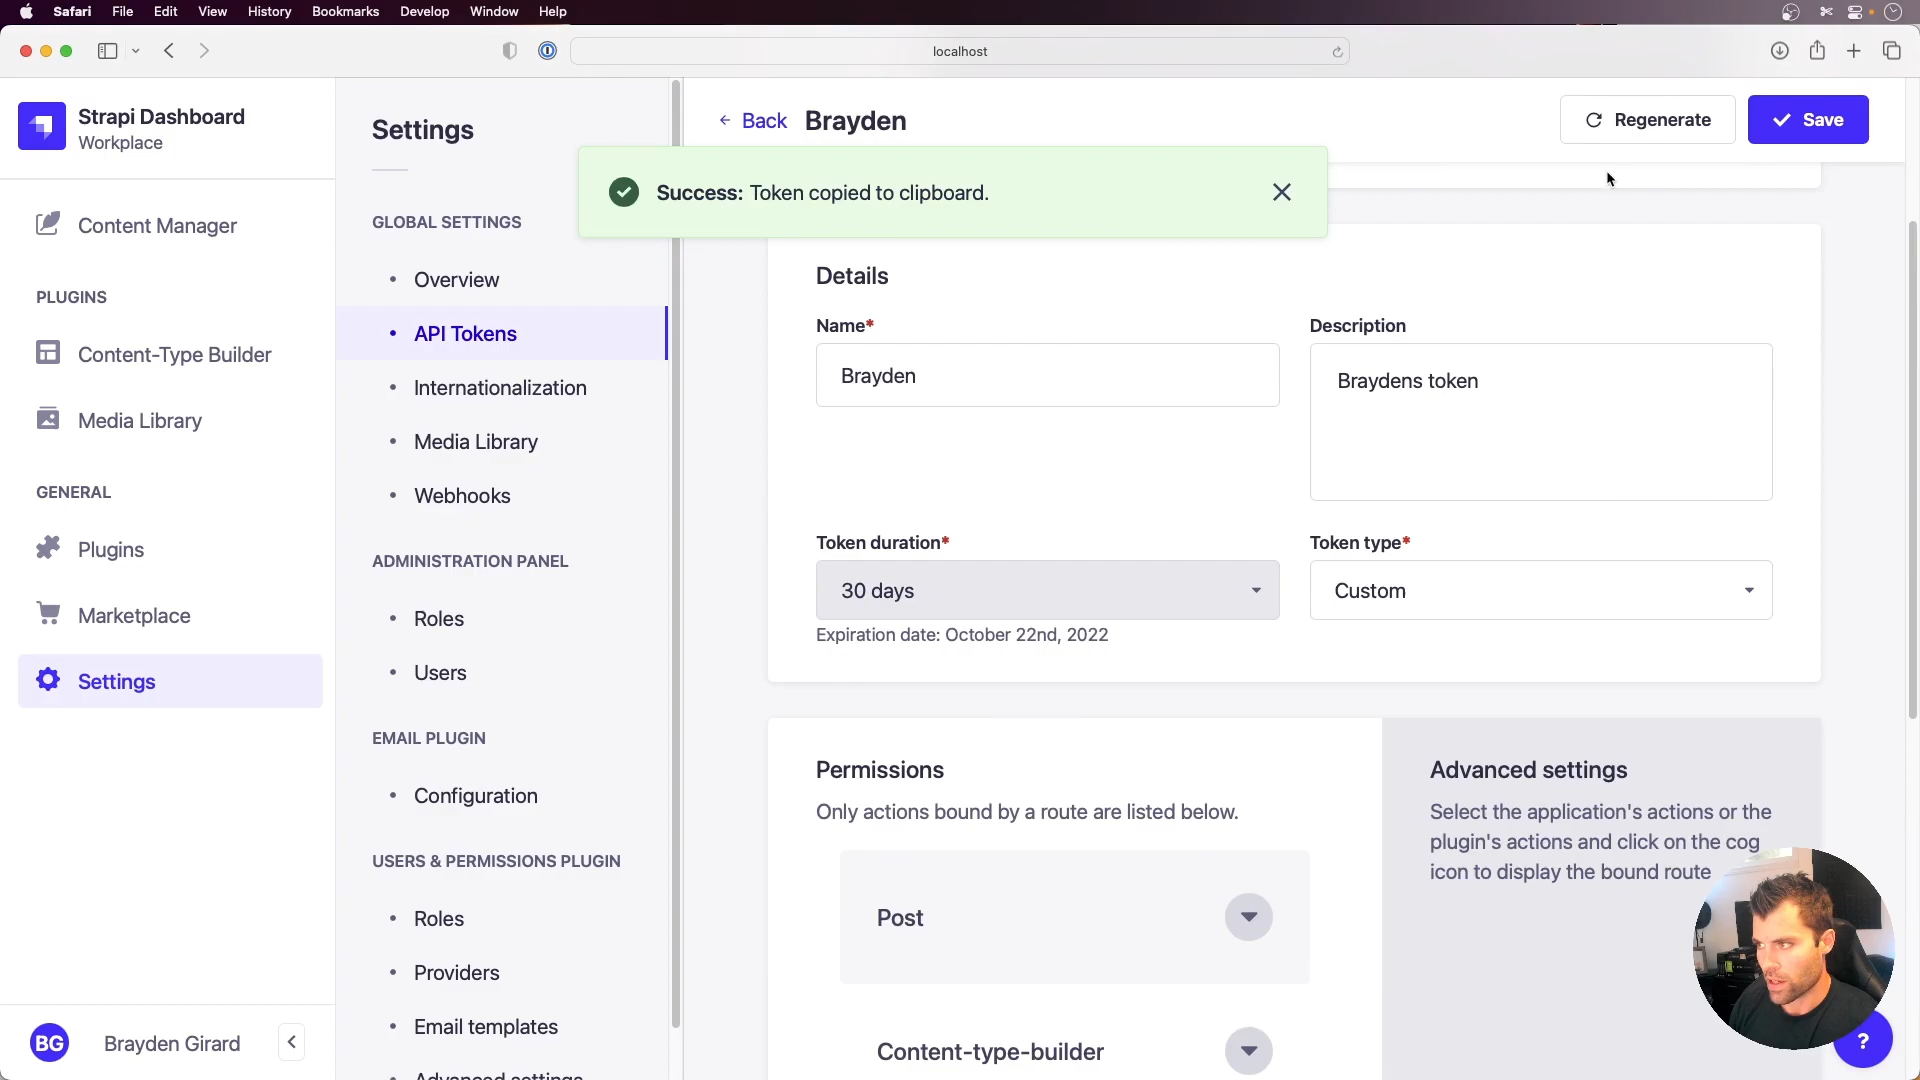 Safari File Edit View History Bookmarks Develop Window Help
localhost
Strapi Dashboard
Workplace
Content Manager
PLUGINS
Content-Type Builder
Media Library
GENERAL
Plugins
Marketplace
Settings
BG Brayden Girard
Settings
GLOBAL SETTINGS
Overview
API Tokens
Internationalization
Media Library
Webhooks
ADMINISTRATION PANEL
Roles
Users
EMAIL PLUGIN
Configuration
USERS & PERMISSIONS PLUGIN
Roles
Providers
Email templates
Advanced settings
Back Brayden
Regenerate
Save
Success: Token copied to clipboard.
Details
Name*
Brayden
Description
Braydens token
Token duration*
30 days
Expiration date: October 22nd, 2022
Token type*
Custom
Permissions
Only actions bound by a route are listed below.
Post
Content-type-builder
Advanced settings
Select the application's actions or the
plugin's actions and click on the cog
icon to display the bound route
?